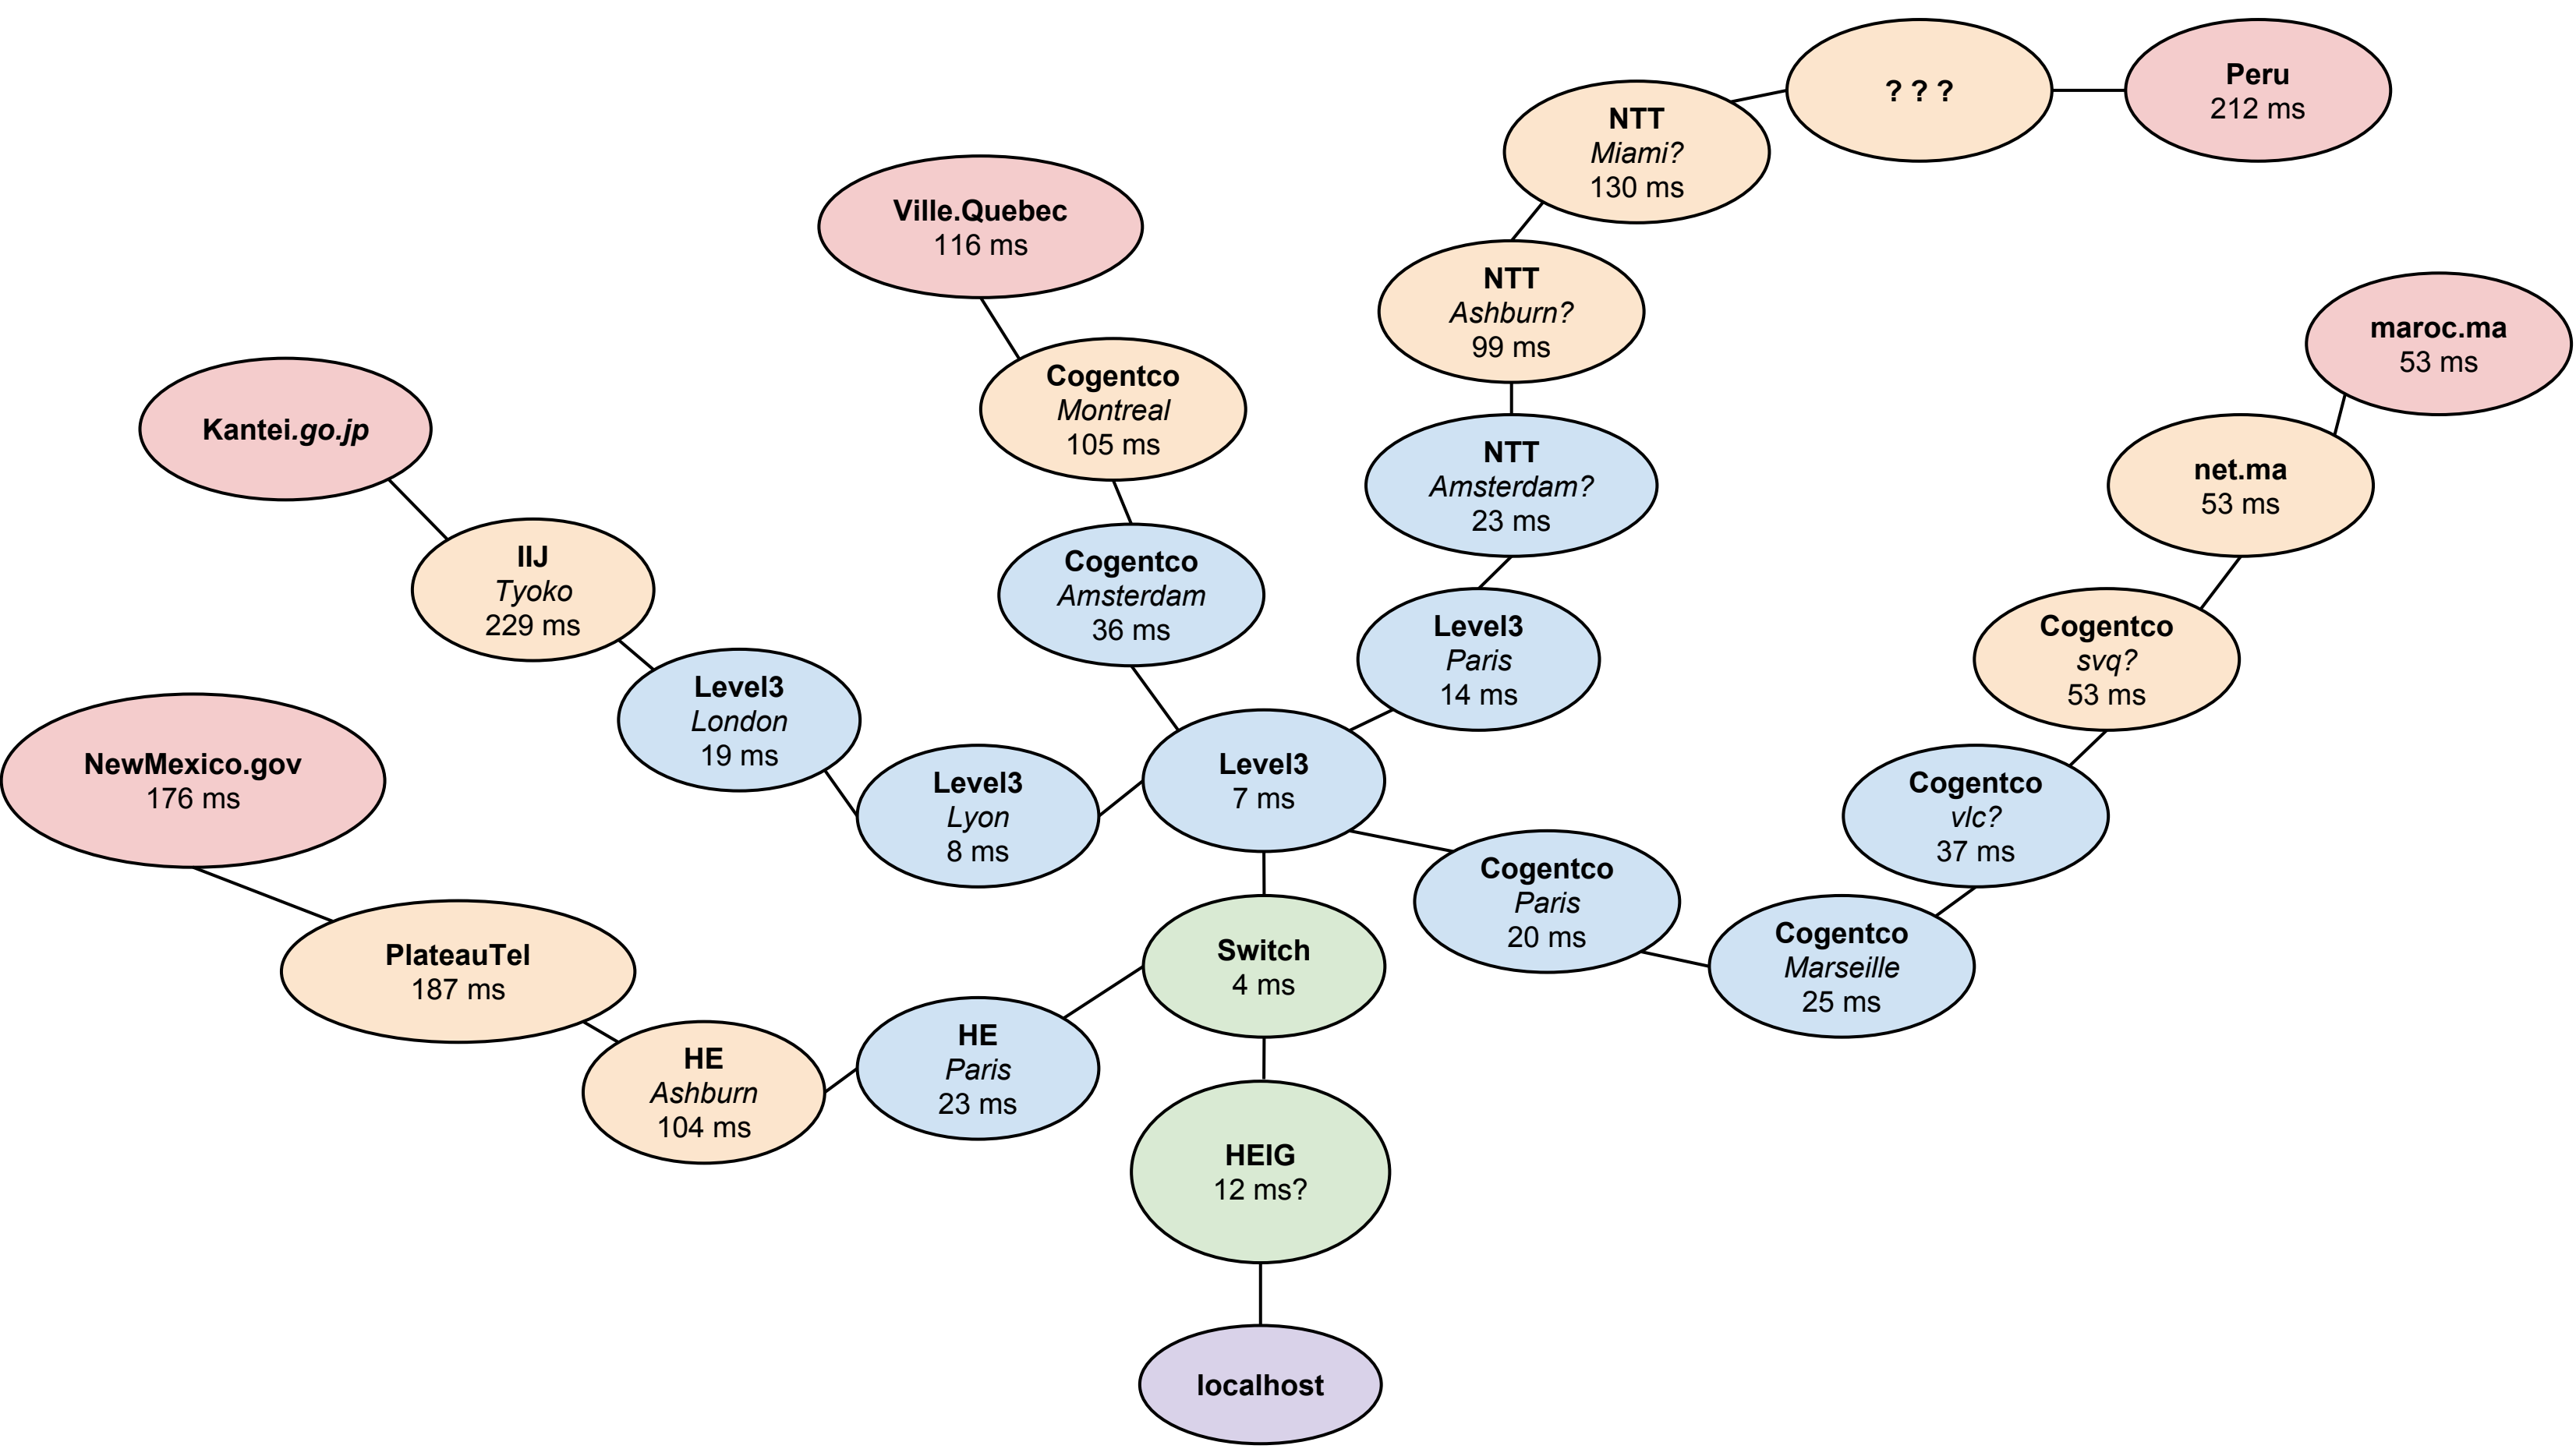 ? ? ?
Peru
212 ms
NTT
Miami?
130 ms
Ville.Quebec
116 ms
NTT
Ashburn?
99 ms
maroc.ma
53 ms
Cogentco
Montreal
105 ms
Kantei.go.jp
NTT
Amsterdam?
23 ms
net.ma
53 ms
IIJ
Tyoko
229 ms
Cogentco
Amsterdam
36 ms
Level3
Paris
14 ms
Cogentco
svq?
53 ms
Level3
London
19 ms
NewMexico.gov
176 ms
Level3
Lyon
8 ms
Level3
7 ms
Cogentco
vlc?
37 ms
Cogentco
Paris
20 ms
Cogentco
Marseille
25 ms
PlateauTel
187 ms
Switch
4 ms
HE
Ashburn
104 ms
HE
Paris
23 ms
HEIG
12 ms?
localhost